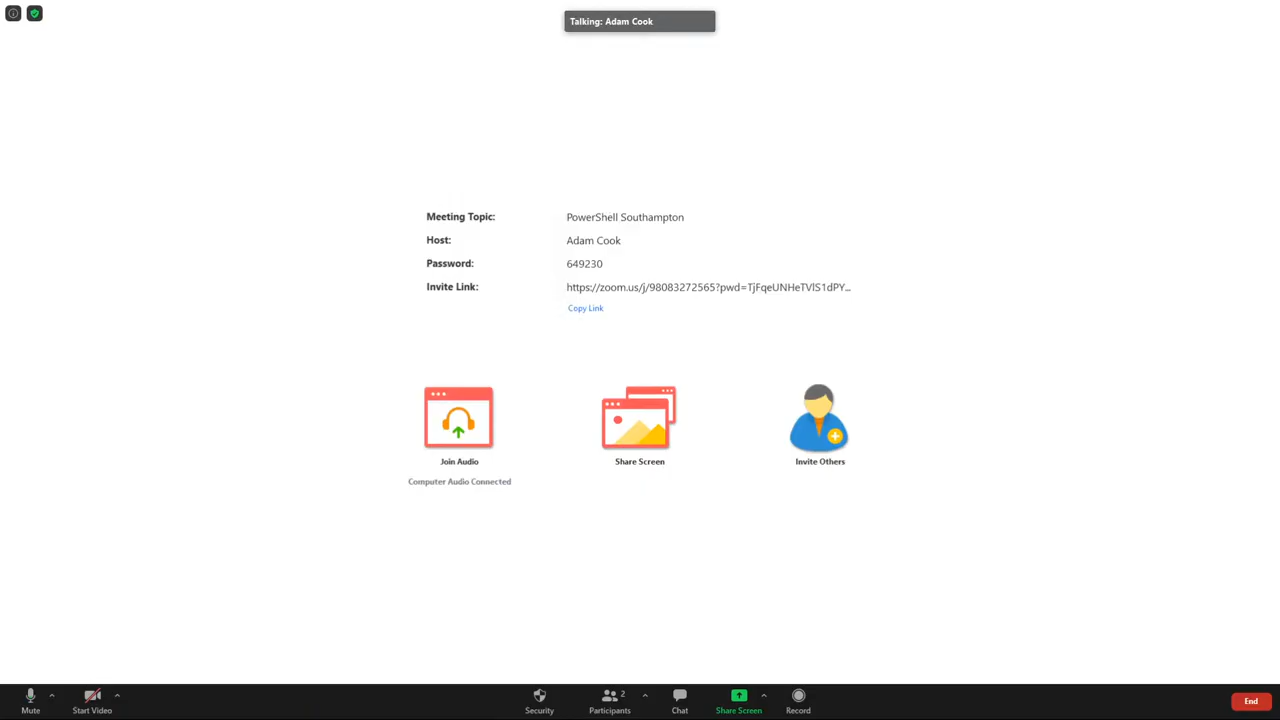 Talking: Adam Cook
Meeting Topic: PowerShell Southampton
Host: Adam Cook
Password: 649230
Invite Link: https://zoom.us/j/98083272565?pwd=TjFqeUNHeTVlS1dPY...
Copy Link
Join Audio
Share Screen
Invite Others
Computer Audio Connected
Mute
Start Video
Security
Participants 2
Chat
Share Screen
Record
End